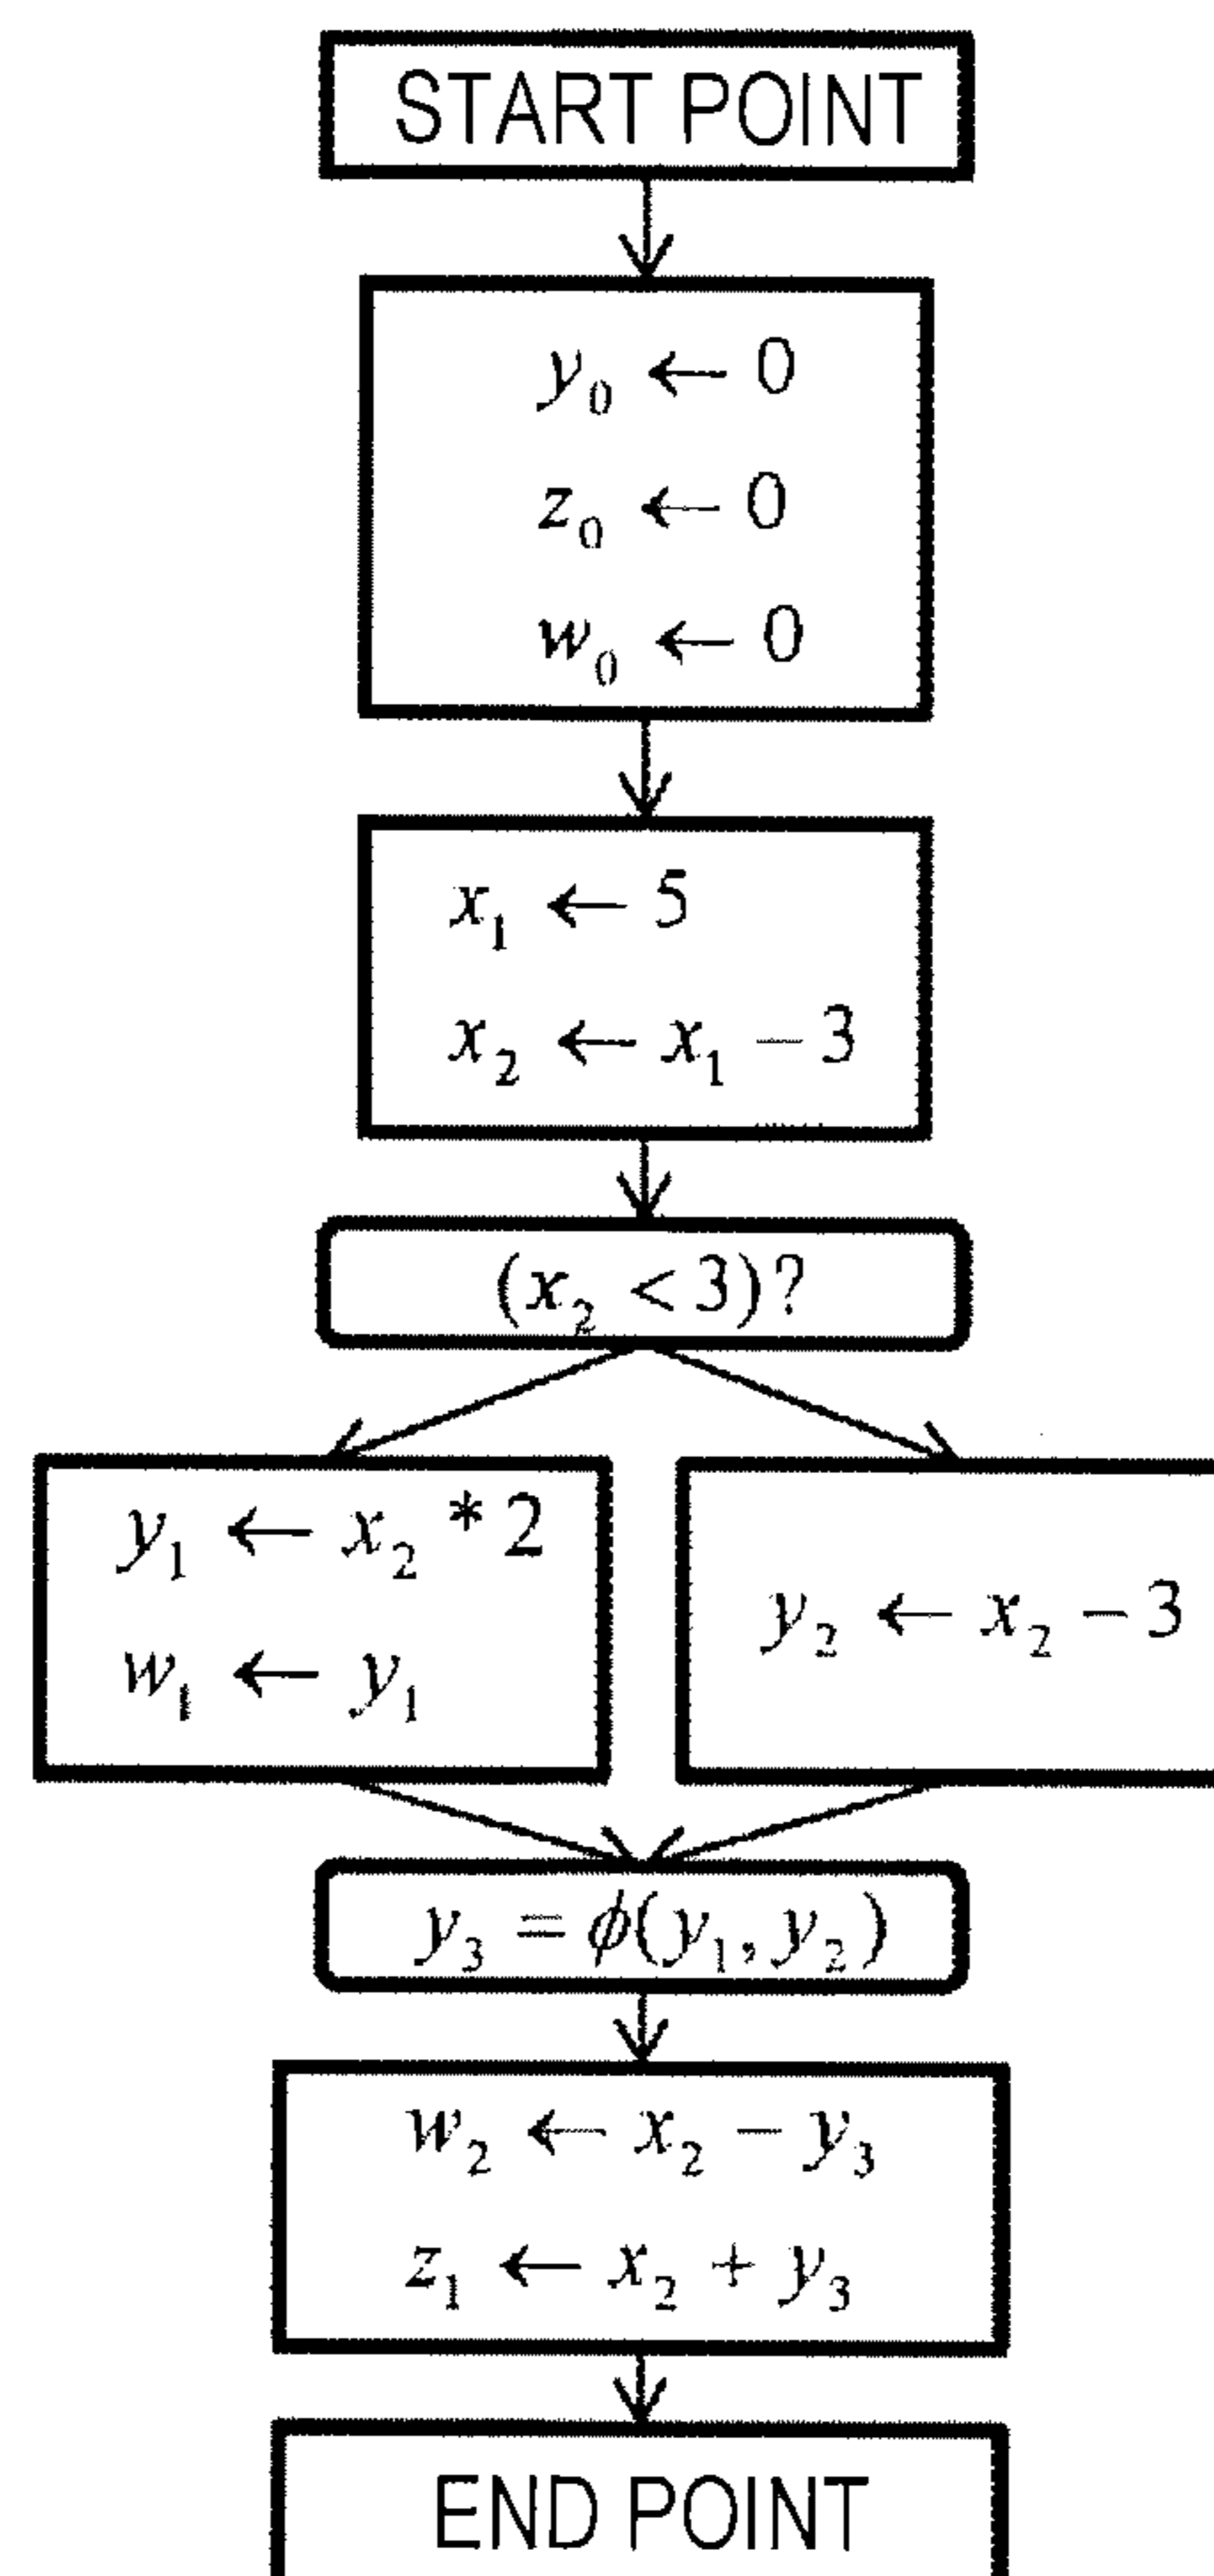 START POINT
y₀ ← 0
z₀ ← 0
w₀ ← 0
x₁ ← 5
x₂ ← x₁ − 3
(x₂ < 3)?
y₁ ← x₂ * 2
w₁ ← y₁
y₂ ← x₂ − 3
y₃ = ϕ(y₁, y₂)
w₂ ← x₂ − y₃
z₁ ← x₂ + y₃
END POINT